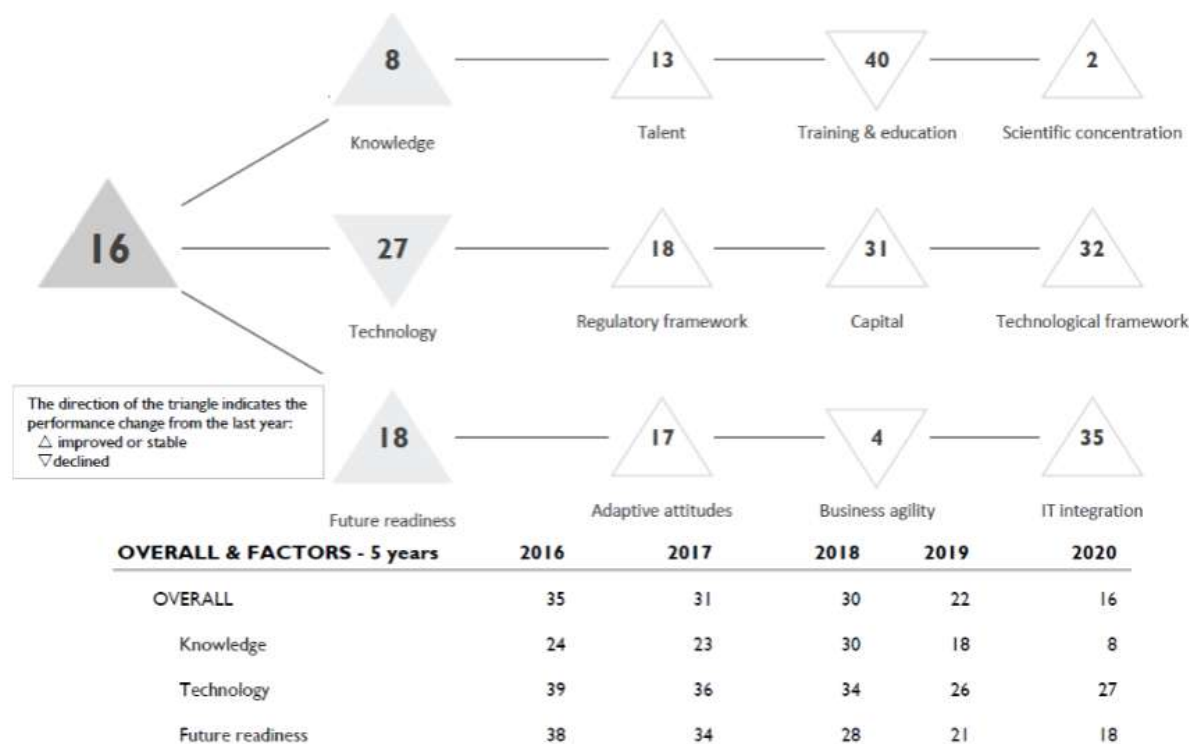 8
13
40
2
Knowledge
Talent
Training & education
Scientific concentration
16
27
18
31
32
Technology
Regulatory framework
Capital
Technological framework
The direction of the triangle indicates the
performance change from the last year:
△ improved or stable
▽declined
18
17
4
35
Future readiness
Adaptive attitudes
Business agility
IT integration
OVERALL & FACTORS - 5 years 2016 2017 2018 2019 2020
OVERALL 35 31 30 22 16
Knowledge 24 23 30 18 8
Technology 39 36 34 26 27
Future readiness 38 34 28 21 18